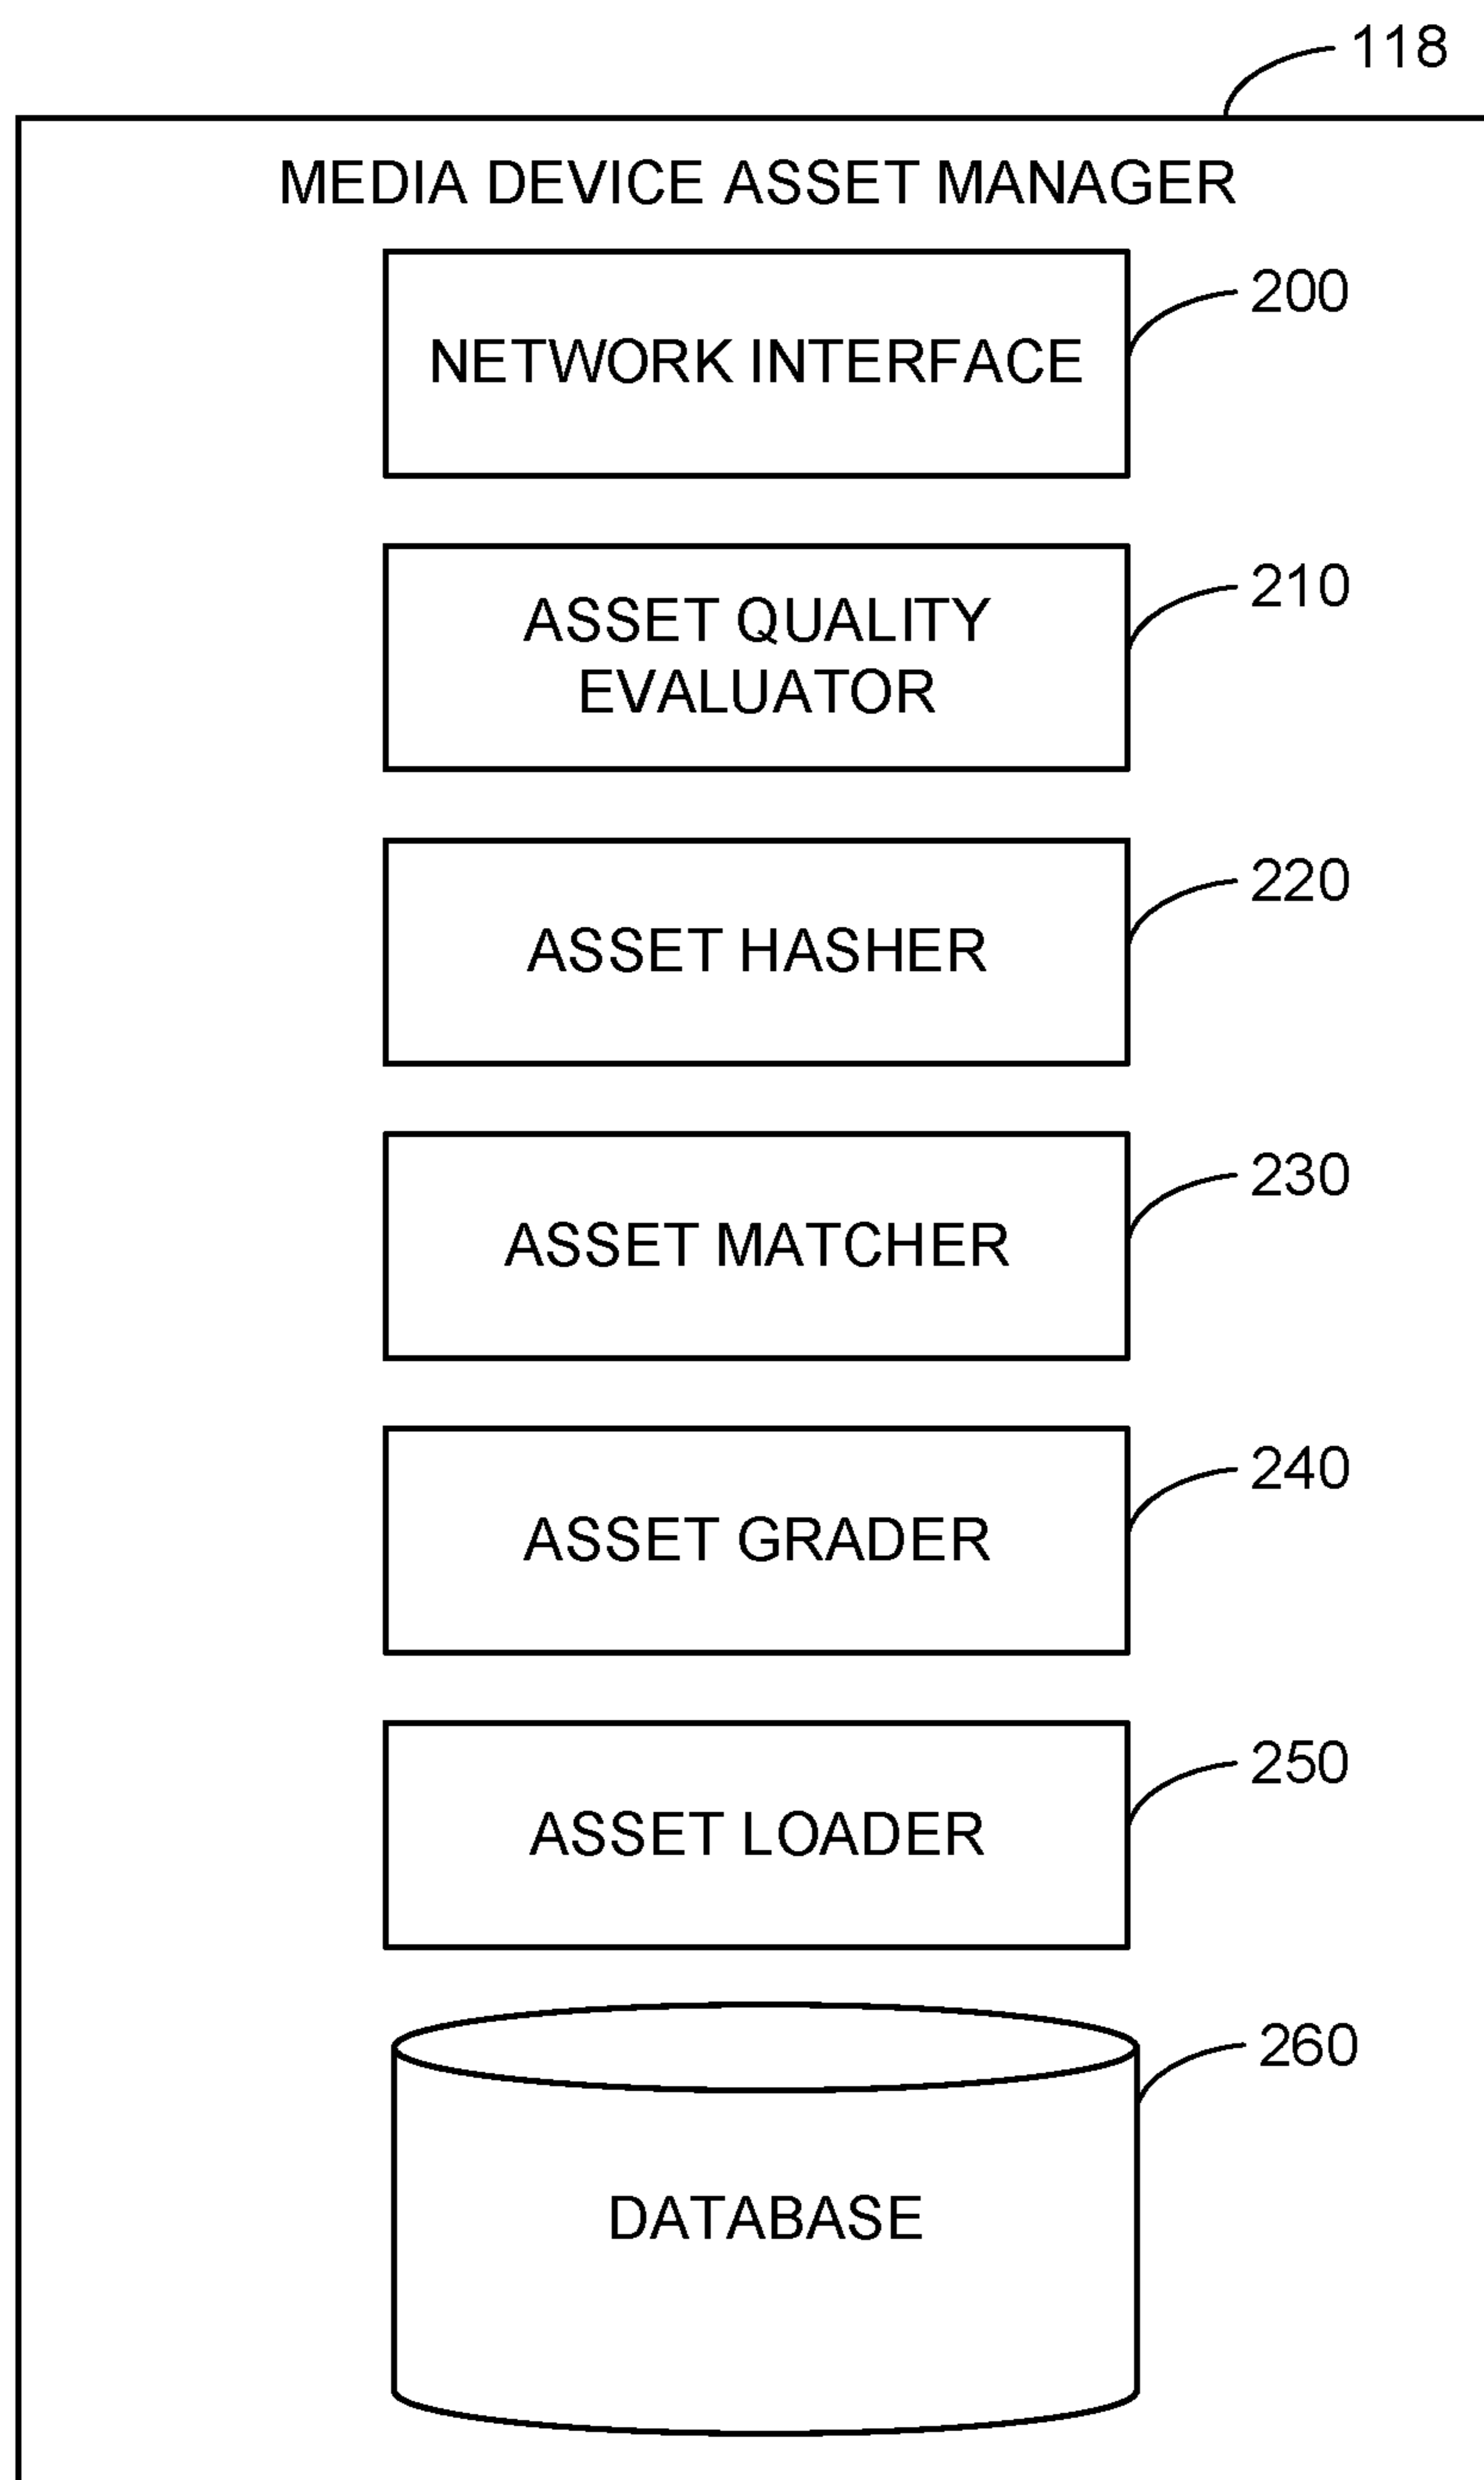 118
MEDIA DEVICE ASSET MANAGER
200
NETWORK INTERFACE
210
ASSET QUALITY
EVALUATOR
220
ASSET HASHER
230
ASSET MATCHER
240
ASSET GRADER
250
ASSET LOADER
260
DATABASE